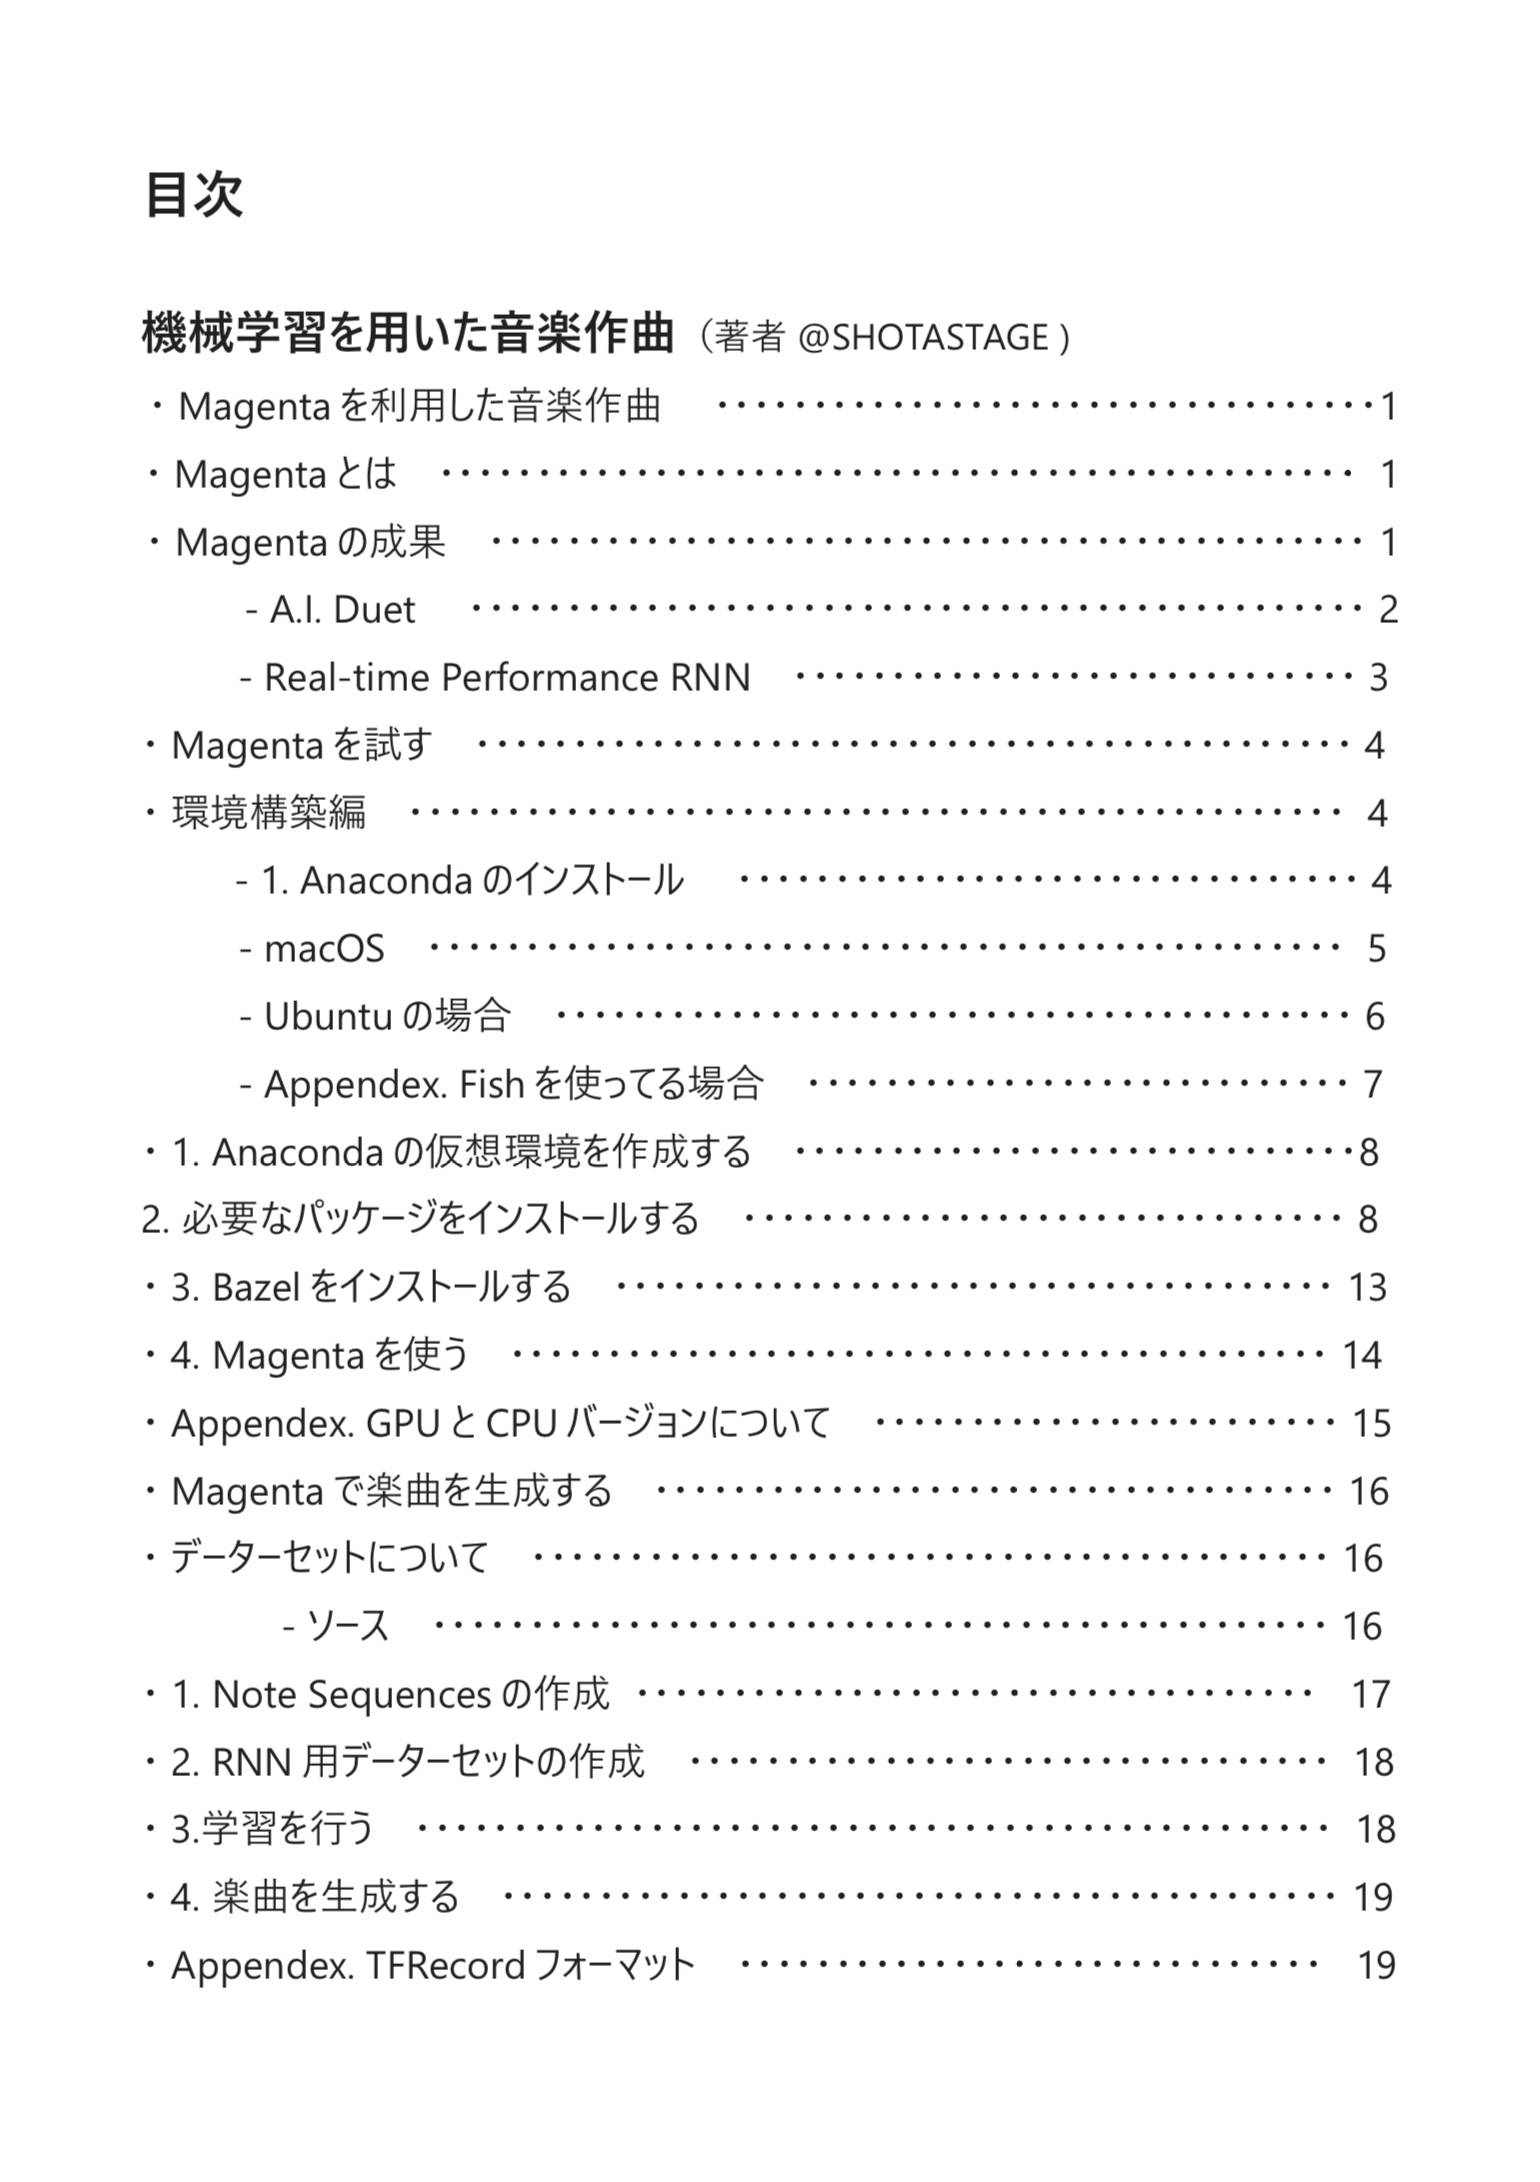 目次
機械学習を用いた音楽作曲（著者 @SHOTASTAGE )
・Magenta を利用した音楽作曲 ・・・・・・・・・・・・・・・・・・・・・・・・・・・・・・・・・・1
・Magenta とは ・・・・・・・・・・・・・・・・・・・・・・・・・・・・・・・・・・・・・・・・・・・・・・・ 1
・Magenta の成果 ・・・・・・・・・・・・・・・・・・・・・・・・・・・・・・・・・・・・・・・・・・・・・ 1
- A.I. Duet ・・・・・・・・・・・・・・・・・・・・・・・・・・・・・・・・・・・・・・・・・・・・・・ 2
- Real-time Performance RNN ・・・・・・・・・・・・・・・・・・・・・・・・・・・・・ 3
・Magenta を試す ・・・・・・・・・・・・・・・・・・・・・・・・・・・・・・・・・・・・・・・・・・・・・ 4
・環境構築編 ・・・・・・・・・・・・・・・・・・・・・・・・・・・・・・・・・・・・・・・・・・・・・・・・ 4
- 1. Anaconda のインストール ・・・・・・・・・・・・・・・・・・・・・・・・・・・・・・・・ 4
- macOS ・・・・・・・・・・・・・・・・・・・・・・・・・・・・・・・・・・・・・・・・・・・・・・・ 5
- Ubuntu の場合 ・・・・・・・・・・・・・・・・・・・・・・・・・・・・・・・・・・・・・・・・・ 6
- Appendex. Fish を使ってる場合 ・・・・・・・・・・・・・・・・・・・・・・・・・・・・ 7
・1. Anaconda の仮想環境を作成する ・・・・・・・・・・・・・・・・・・・・・・・・・・・・・8
2. 必要なパッケージをインストールする ・・・・・・・・・・・・・・・・・・・・・・・・・・・・・・・ 8
・3. Bazel をインストールする ・・・・・・・・・・・・・・・・・・・・・・・・・・・・・・・・・・・・・ 13
・4. Magenta を使う ・・・・・・・・・・・・・・・・・・・・・・・・・・・・・・・・・・・・・・・・・・ 14
・Appendex. GPU と CPU バージョンについて ・・・・・・・・・・・・・・・・・・・・・・・・ 15
・Magenta で楽曲を生成する ・・・・・・・・・・・・・・・・・・・・・・・・・・・・・・・・・・・ 16
・データーセットについて ・・・・・・・・・・・・・・・・・・・・・・・・・・・・・・・・・・・・・・・・・ 16
- ソース ・・・・・・・・・・・・・・・・・・・・・・・・・・・・・・・・・・・・・・・・・・・・・・ 16
・1. Note Sequences の作成 ・・・・・・・・・・・・・・・・・・・・・・・・・・・・・・・・・・・ 17
・2. RNN 用データーセットの作成 ・・・・・・・・・・・・・・・・・・・・・・・・・・・・・・・・・ 18
・3.学習を行う ・・・・・・・・・・・・・・・・・・・・・・・・・・・・・・・・・・・・・・・・・・・・・・・ 18
・4. 楽曲を生成する ・・・・・・・・・・・・・・・・・・・・・・・・・・・・・・・・・・・・・・・・・・・ 19
・Appendex. TFRecord フォーマット ・・・・・・・・・・・・・・・・・・・・・・・・・・・・・・ 19